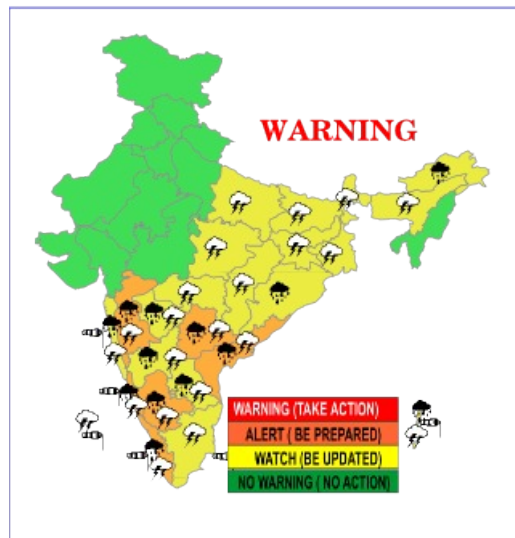 WARNING
WARNING (TAKE ACTION)
ALERT ( BE PREPARED)
WATCH (BE UPDATED)
NO WARNING ( NO ACTION)